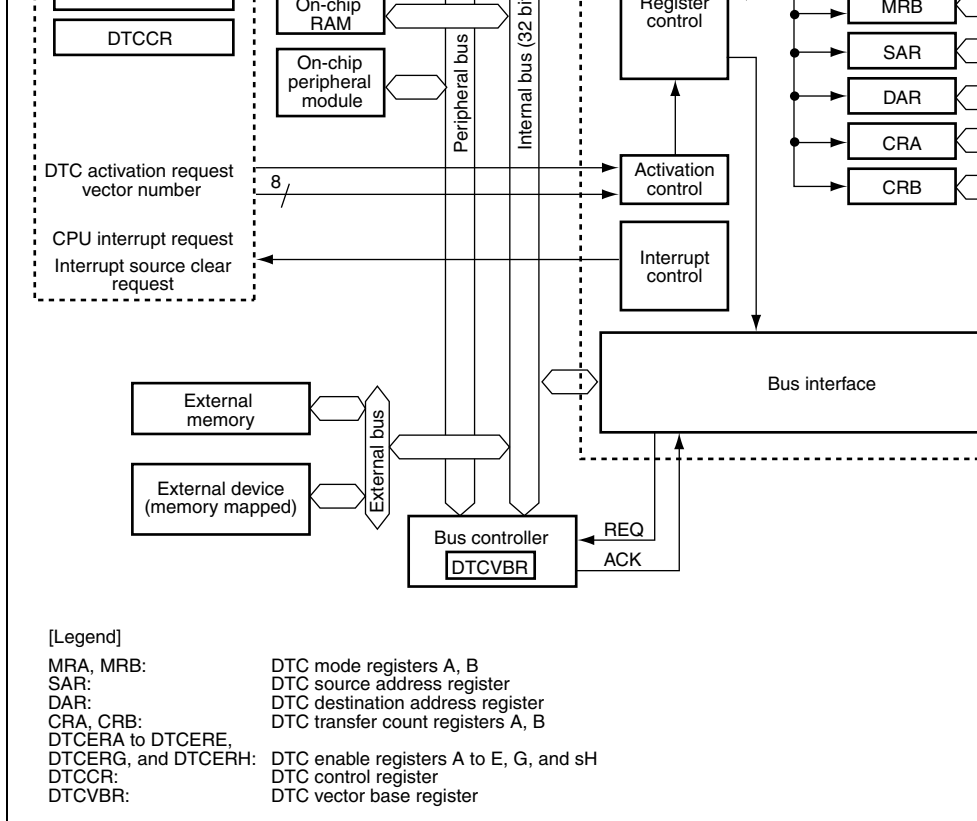 On-chip
RAM
DTCCR
On-chip
peripheral
module
Peripheral bus
Internal bus (32 bi
Register
control
MRB
SAR
DAR
CRA
CRB
DTC activation request
vector number
8
Activation
control
CPU interrupt request
Interrupt source clear
request
Interrupt
control
Bus interface
External
memory
External device
(memory mapped)
External bus
Bus controller
DTCVBR
REQ
ACK
[Legend]
MRA, MRB: DTC mode registers A, B
SAR: DTC source address register
DAR: DTC destination address register
CRA, CRB: DTC transfer count registers A, B
DTCERA to DTCERE,
DTCERG, and DTCERH: DTC enable registers A to E, G, and sH
DTCCR: DTC control register
DTCVBR: DTC vector base register